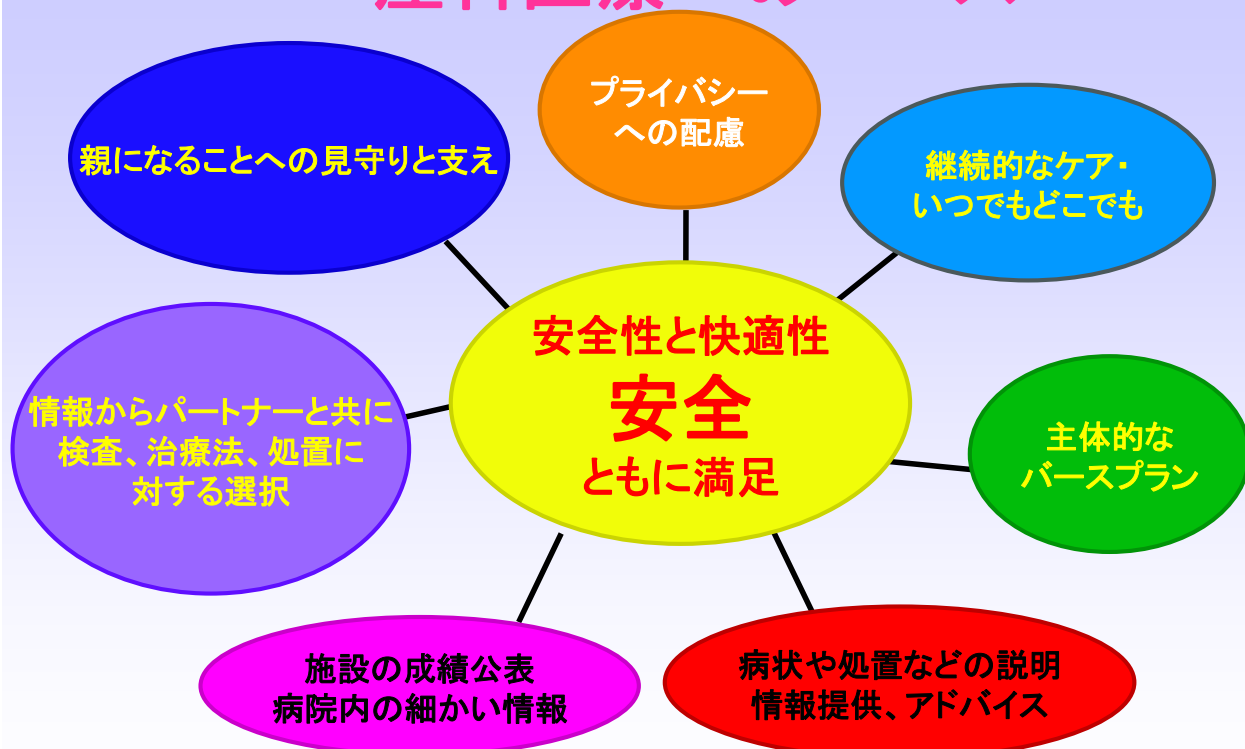 プライバシー
への配慮
親になることへの見守りと支え
継続的なケア・
いつでもどこでも
安全性と快適性
安全
ともに満足
情報からパートナーと共に
検査、治療法、処置に
対する選択
主体的な
バースプラン
施設の成績公表
病院内の細かい情報
病状や処置などの説明
情報提供、アドバイス